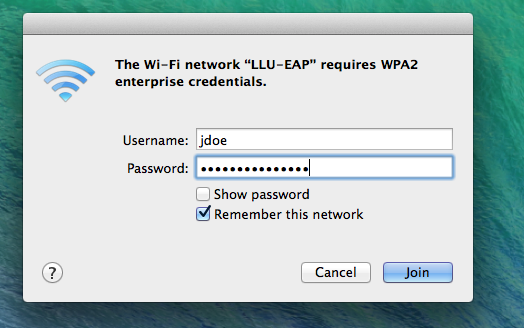 The Wi-Fi network “LLU-EAP” requires WPA2
enterprise credentials.
Username: jdoe
Password: •••••••••••••••
Show password
Remember this network
? Cancel Join